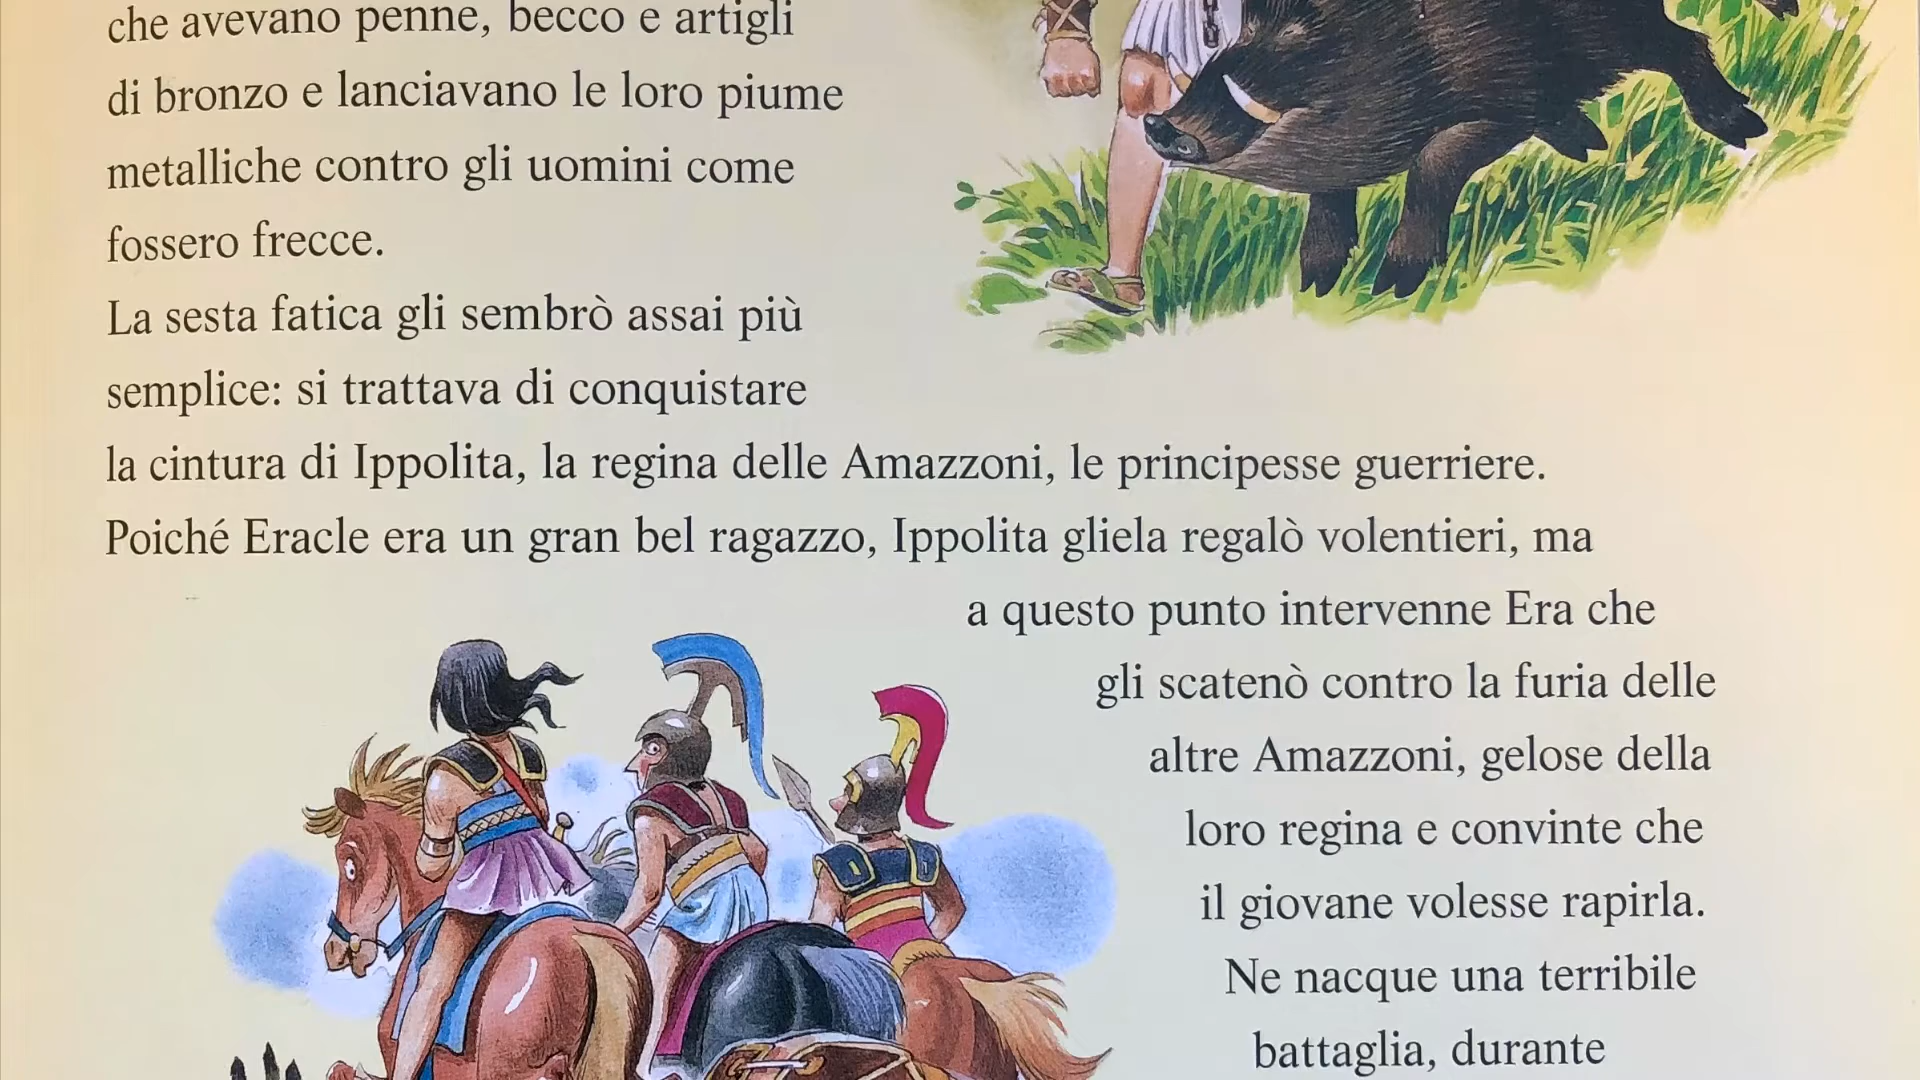 che avevano penne, becco e artigli
di bronzo e lanciavano le loro piume
metalliche contro gli uomini come
fossero frecce.
La sesta fatica gli sembrò assai più
semplice: si trattava di conquistare
la cintura di Ippolita, la regina delle Amazzoni, le principesse guerriere.
Poiché Eracle era un gran bel ragazzo, Ippolita gliela regalò volentieri, ma
a questo punto intervenne Era che
gli scatenò contro la furia delle
altre Amazzoni, gelose della
loro regina e convinte che
il giovane volesse rapirla.
Ne nacque una terribile
battaglia, durante